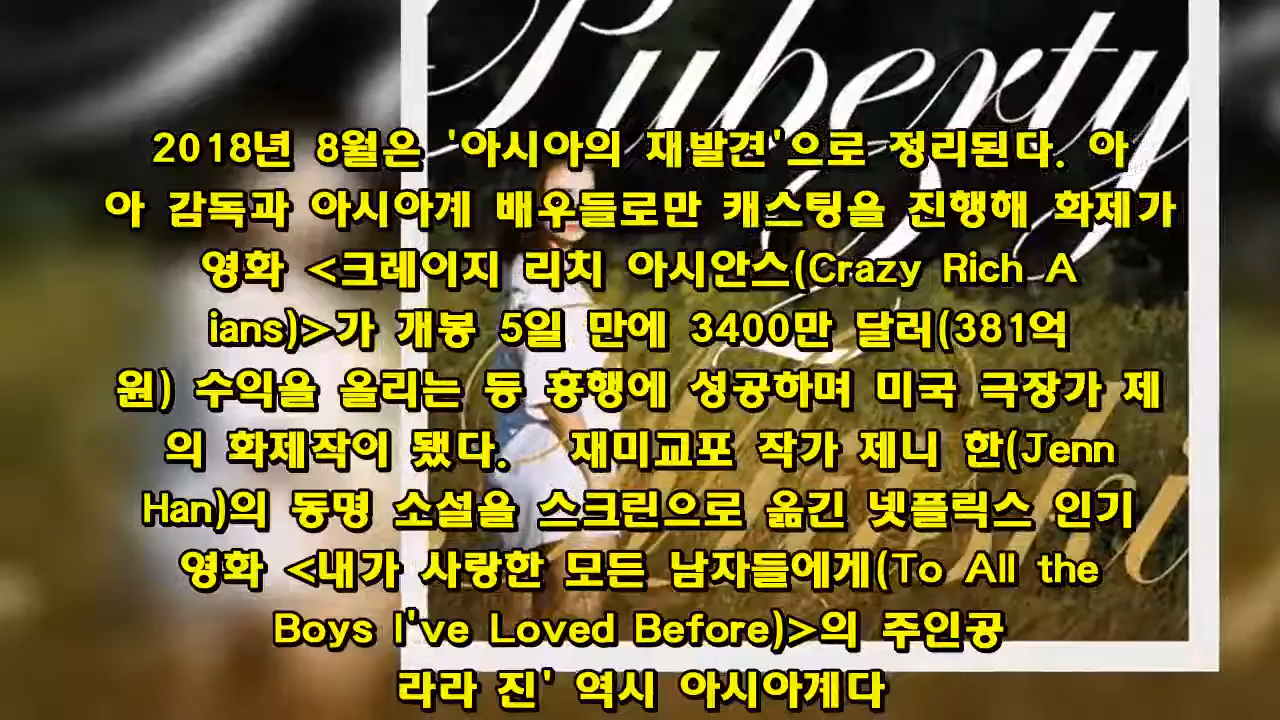 Puberty 2
Mitski
2018년 8월은 '아시아의 재발견'으로 정리된다. 아
아 감독과 아시아계 배우들로만 캐스팅을 진행해 화제가
영화 <크레이지 리치 아시안스(Crazy Rich A
ians)>가 개봉 5일 만에 3400만 달러(381억
원) 수익을 올리는 등 흥행에 성공하며 미국 극장가 제
의 화제작이 됐다. 재미교포 작가 제니 한(Jenn
Han)의 동명 소설을 스크린으로 옮긴 넷플릭스 인기
영화 <내가 사랑한 모든 남자들에게(To All the
Boys I've Loved Before)>의 주인공
라라 진' 역시 아시아계다